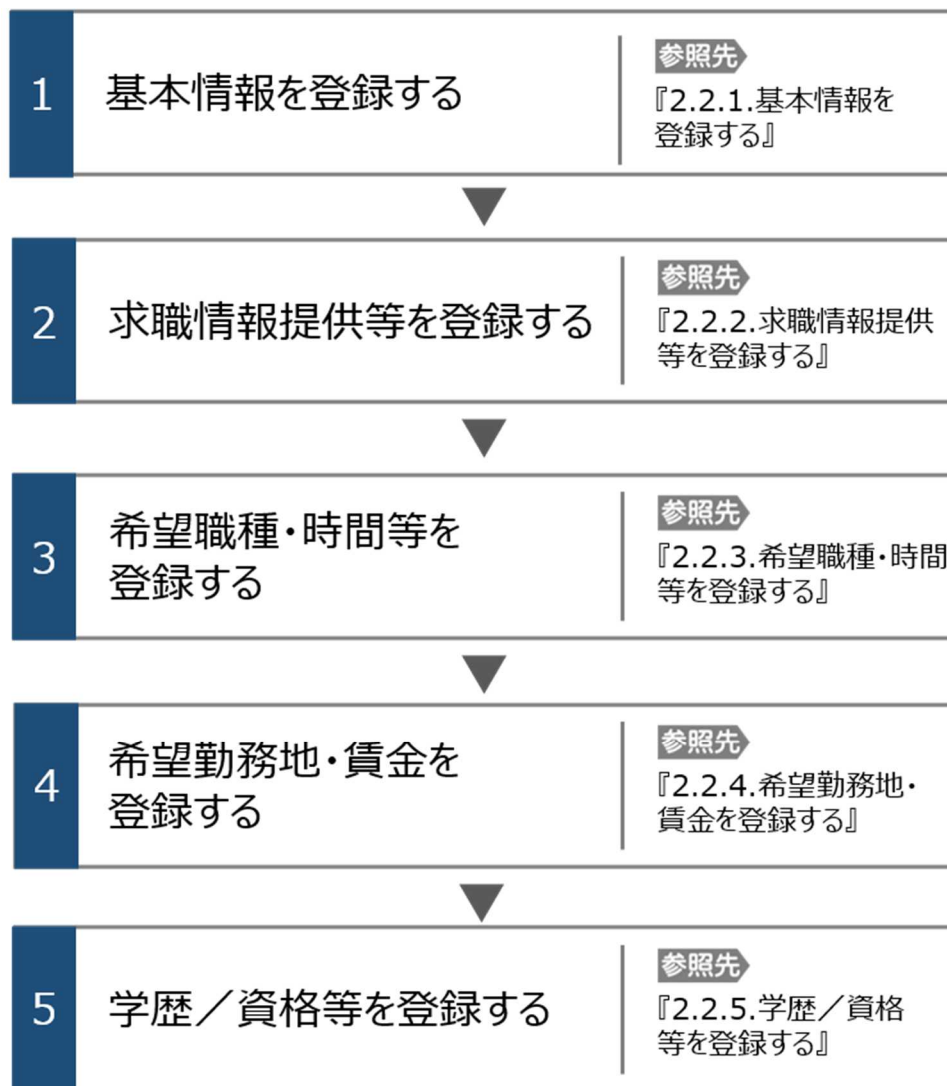 1
基本情報を登録する
参照先
『2.2.1.基本情報を
登録する』
2
求職情報提供等を登録する
参照先
『2.2.2.求職情報提供
等を登録する』
3
希望職種・時間等を
登録する
参照先
『2.2.3.希望職種・時間
等を登録する』
4
希望勤務地・賃金を
登録する
参照先
『2.2.4.希望勤務地・
賃金を登録する』
5
学歴／資格等を登録する
参照先
『2.2.5.学歴／資格
等を登録する』